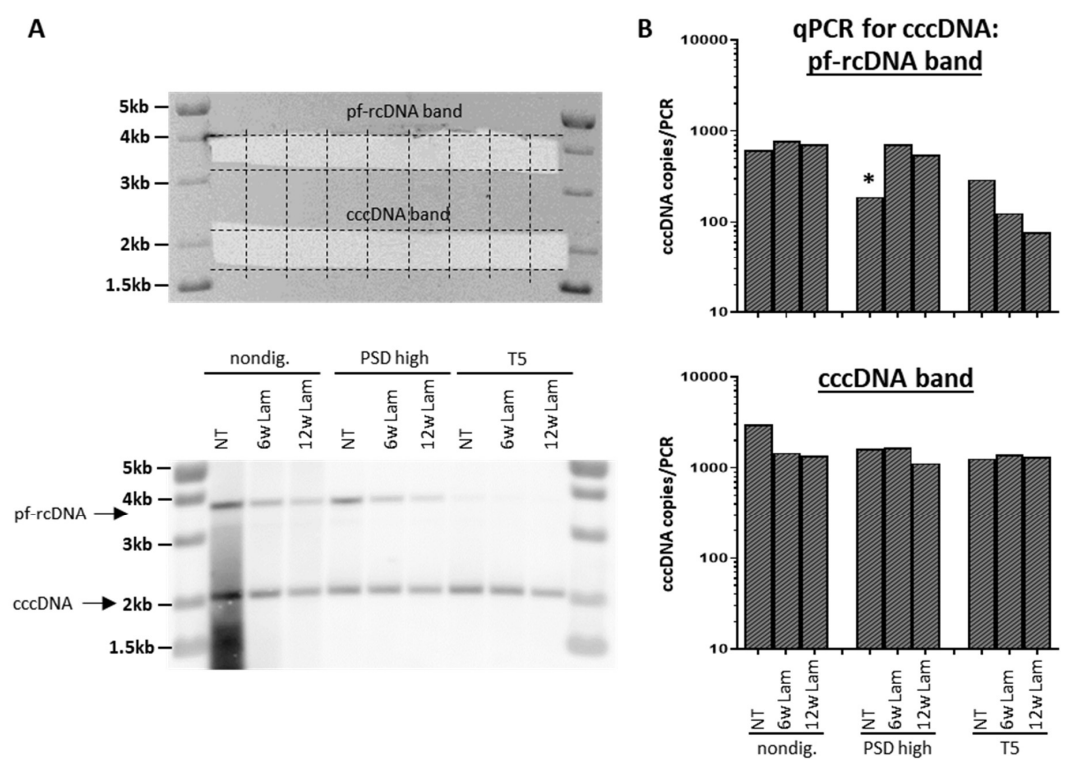 A
5kb
4kb
3kb
2kb
1.5kb
pf-rcDNA band
cccDNA band
nondig. PSD high T5
NT 6w Lam 12w Lam NT 6w Lam 12w Lam NT 6w Lam 12w Lam
5kb
4kb
pf-rcDNA
3kb
cccDNA
2kb
1.5kb
B
qPCR for cccDNA:
pf-rcDNA band
cccDNA copies/PCR
10000
1000
100
10
*
cccDNA band
cccDNA copies/PCR
10000
1000
100
10
NT 6w Lam 12w Lam NT 6w Lam 12w Lam NT 6w Lam 12w Lam
nondig. PSD high T5